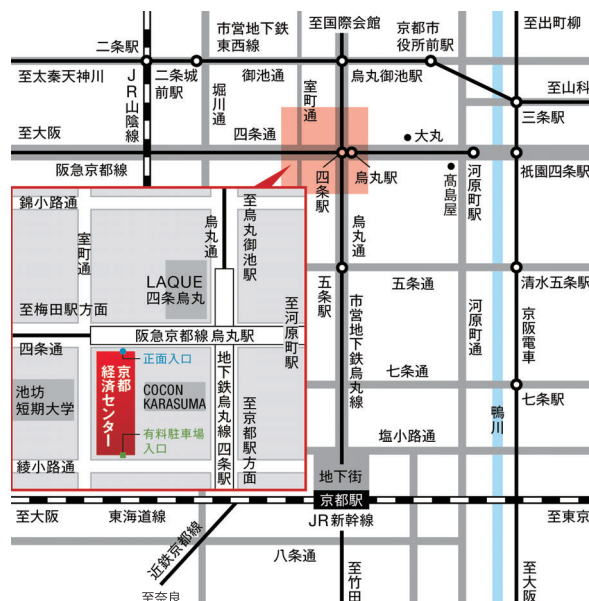 市営地下鉄
東西線
至国際会館
京都市
役所前駅
至出町柳
二条駅
至太秦天神川
二条城
前駅
御池通
烏丸御池駅
至山科
三条駅
JR山陰線
堀川通
室町通
至大阪
四条通
大丸
阪急京都線
四条駅
烏丸駅
髙島屋
河原町駅
祇園四条駅
錦小路通
室町通
烏丸通
至烏丸御池駅
LAQUE
四条烏丸
至梅田駅方面
至河原町駅
阪急京都線 烏丸駅
四条通
正面入口
京都
経済センター
池坊
短期大学
COCON
KARASUMA
地下鉄烏丸線 四条駅
至京都駅方面
有料駐車場
入口
綾小路通
烏丸通
五条駅
五条通
清水五条駅
市営地下鉄烏丸線
河原町通
京阪電車
七条通
七条駅
鴨川
塩小路通
地下街
京都駅
至大阪
東海道線
JR新幹線
至東京
近鉄京都線
八条通
至奈良
至竹田
至大阪